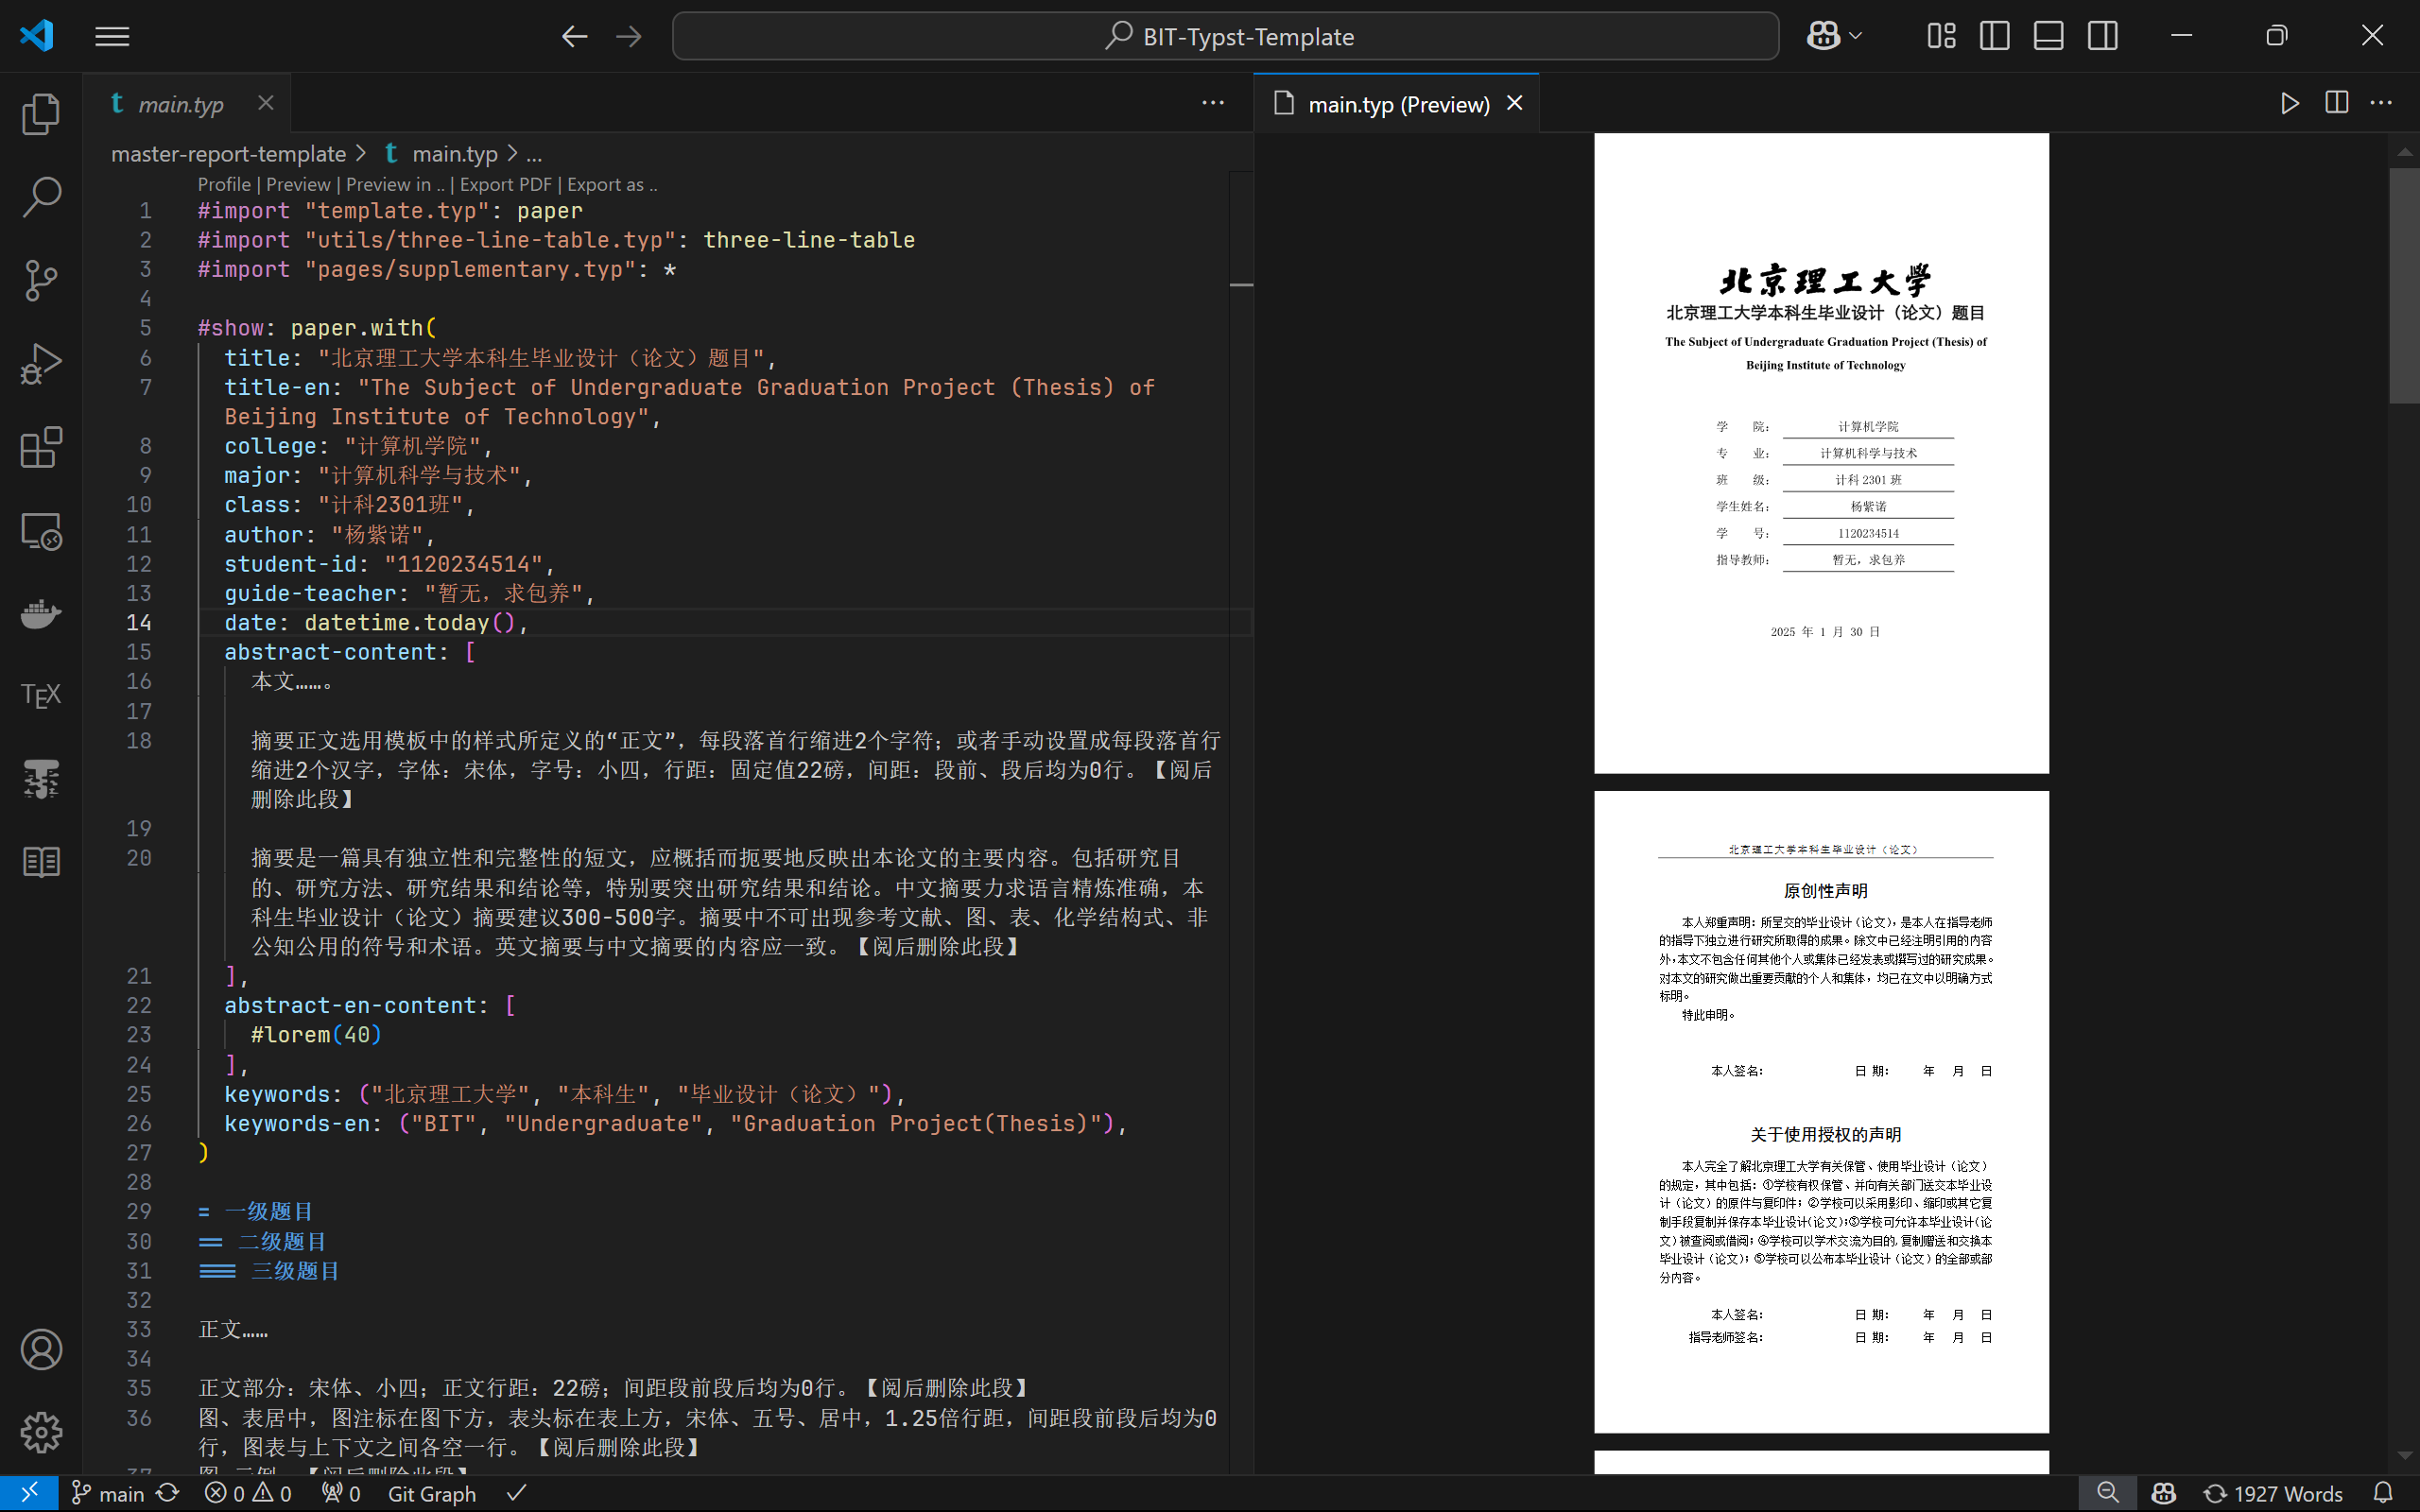 BIT-Typst-Template
main.typ
main.typ (Preview)
master-report-template > main.typ > ...
Profile | Preview | Preview in .. | Export PDF | Export as ..
1 #import "template.typ": paper
2 #import "utils/three-line-table.typ": three-line-table
3 #import "pages/supplementary.typ": *
4
5 #show: paper.with(
6 title: "北京理工大学本科生毕业设计（论文）题目",
7 title-en: "The Subject of Undergraduate Graduation Project (Thesis) of
Beijing Institute of Technology",
8 college: "计算机学院",
9 major: "计算机科学与技术",
10 class: "计科2301班",
11 author: "杨紫诺",
12 student-id: "1120234514",
13 guide-teacher: "暂无，求包养",
14 date: datetime.today(),
15 abstract-content: [
16 本文……。
17
18 摘要正文选用模板中的样式所定义的“正文”，每段落首行缩进2个字符；或者手动设置成每段落首行
缩进2个汉字，字体：宋体，字号：小四，行距：固定值22磅，间距：段前、段后均为0行。【阅后
删除此段】
19
20 摘要是一篇具有独立性和完整性的短文，应概括而扼要地反映出本论文的主要内容。包括研究目
的、研究方法、研究结果和结论等，特别要突出研究结果和结论。中文摘要力求语言精炼准确，本
科生毕业设计（论文）摘要建议300-500字。摘要中不可出现参考文献、图、表、化学结构式、非
公知公用的符号和术语。英文摘要与中文摘要的内容应一致。【阅后删除此段】
21 ],
22 abstract-en-content: [
23 #lorem(40)
24 ],
25 keywords: ("北京理工大学", "本科生", "毕业设计（论文）"),
26 keywords-en: ("BIT", "Undergraduate", "Graduation Project(Thesis)"),
27 )
28
29 = 一级题目
30 == 二级题目
31 === 三级题目
32
33 正文……
34
35 正文部分：宋体、小四；正文行距：22磅；间距段前段后均为0行。【阅后删除此段】
36 图、表居中，图注标在图下方，表头标在表上方，宋体、五号、居中，1.25倍行距，间距段前段后均为0
行，图表与上下文之间各空一行。【阅后删除此段】
北京理工大学
北京理工大学本科生毕业设计（论文）题目
The Subject of Undergraduate Graduation Project (Thesis) of
Beijing Institute of Technology
学 院： 计算机学院
专 业： 计算机科学与技术
班 级： 计科 2301 班
学生姓名： 杨紫诺
学 号： 1120234514
指导教师： 暂无，求包养
2025 年 1 月 30 日
北京理工大学本科生毕业设计（论文）
原创性声明
本人郑重声明：所呈交的毕业设计（论文），是本人在指导老师
的指导下独立进行研究所取得的成果。除文中已经注明引用的内容
外，本文不包含任何其他个人或集体已经发表或撰写过的研究成果。
对本文的研究做出重要贡献的个人和集体，均已在文中以明确方式
标明。
特此申明。
本人签名： 日 期： 年 月 日
关于使用授权的声明
本人完全了解北京理工大学有关保管、使用毕业设计（论文）
的规定，其中包括：①学校有权保管、并向有关部门送交本毕业设
计（论文）的原件与复印件；②学校可以采用影印、缩印或其它复
制手段复制并保存本毕业设计（论文）；③学校可允许本毕业设计（论
文）被查阅或借阅；④学校可以学术交流为目的，复制赠送和交换本
毕业设计（论文）；⑤学校可以公布本毕业设计（论文）的全部或部
分内容。
本人签名： 日 期： 年 月 日
指导老师签名： 日 期： 年 月 日
TEX
main 0 0 0 Git Graph 1927 Words